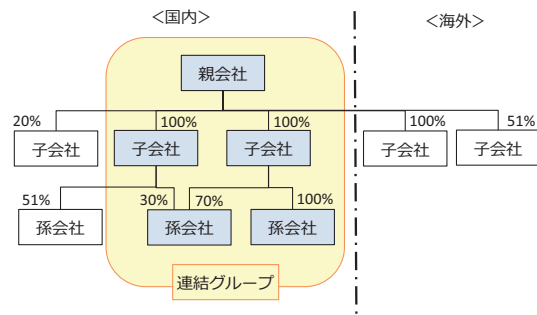 <国内>
<海外>
親会社
20%
100%
100%
100%
51%
子会社
子会社
子会社
子会社
子会社
51%
30%
70%
100%
孫会社
孫会社
孫会社
連結グループ